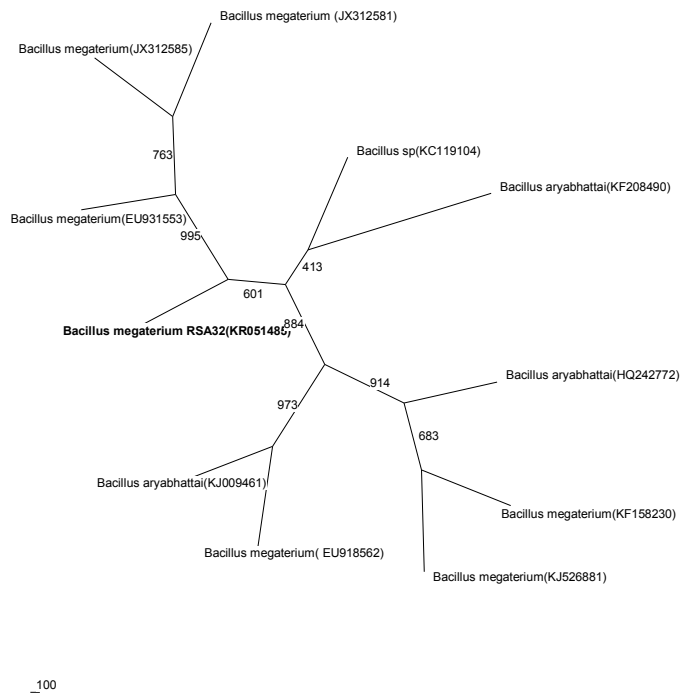 Bacillus megaterium (JX312581)
Bacillus megaterium(JX312585)
763
Bacillus sp(KC119104)
Bacillus aryabhattai(KF208490)
Bacillus megaterium(EU931553)
995
413
601
Bacillus megaterium RSA32(KR051485)
884
Bacillus aryabhattai(HQ242772)
914
973
683
Bacillus aryabhattai(KJ009461)
Bacillus megaterium(KF158230)
Bacillus megaterium( EU918562)
Bacillus megaterium(KJ526881)
100